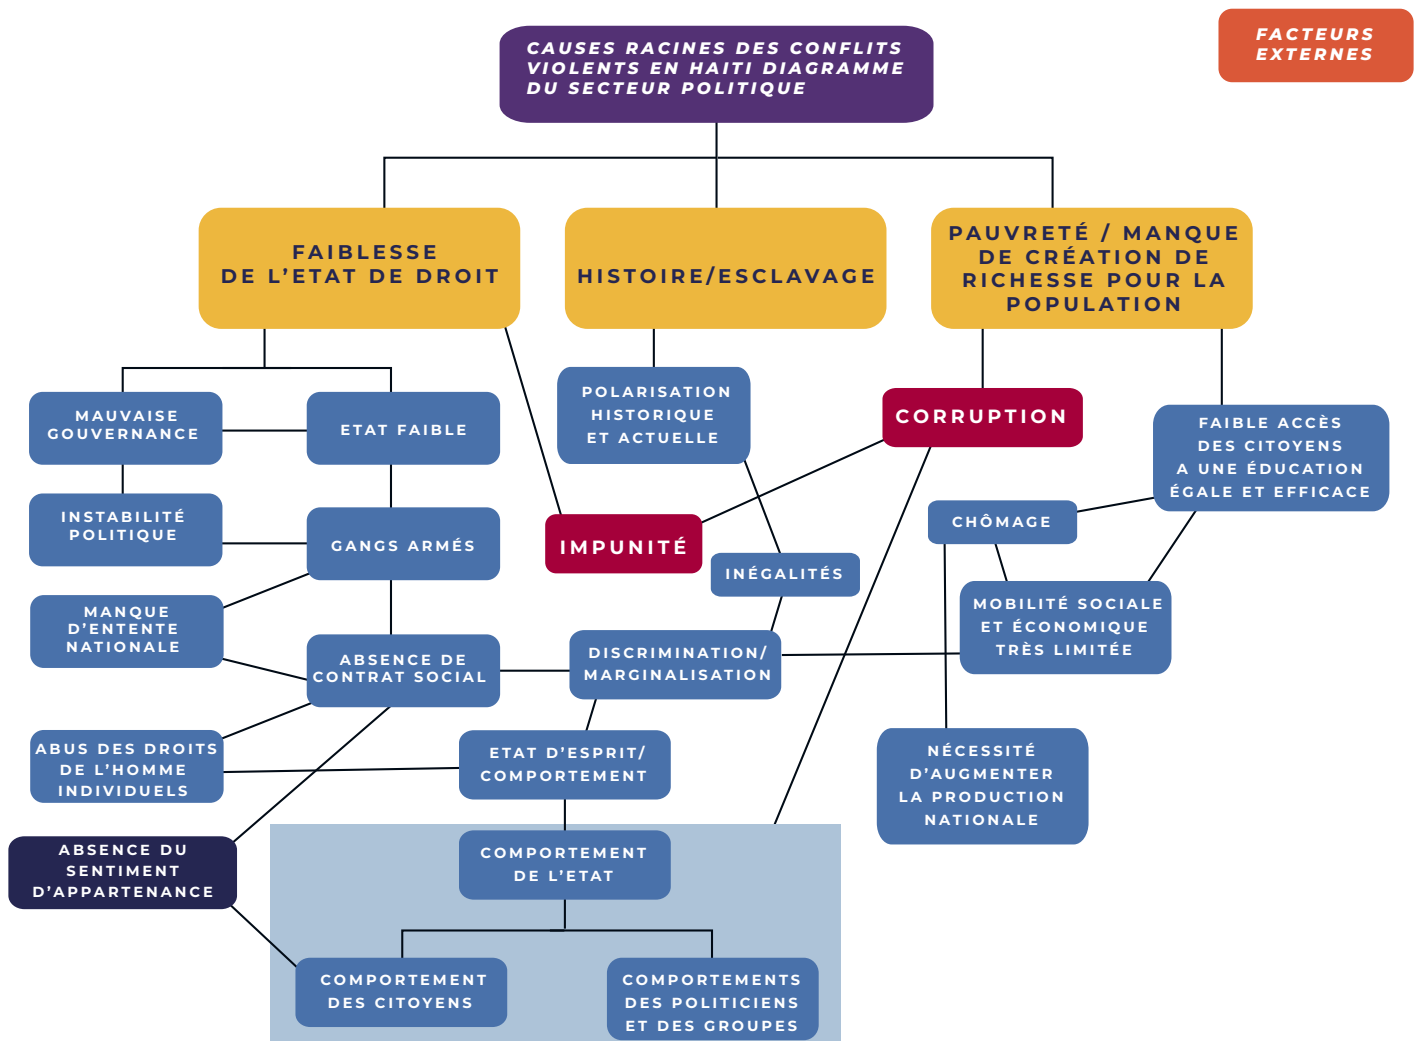 CAUSES RACINES DES CONFLITS
VIOLENTS EN HAITI DIAGRAMME
DU SECTEUR POLITIQUE
FACTEURS
EXTERNES
FAIBLESSE
DE L'ETAT DE DROIT
HISTOIRE/ESCLAVAGE
PAUVRETÉ / MANQUE
DE CRÉATION DE
RICHESSE POUR LA
POPULATION
MAUVAISE
GOUVERNANCE
ETAT FAIBLE
POLARISATION
HISTORIQUE
ET ACTUELLE
CORRUPTION
FAIBLE ACCÈS
DES CITOYENS
A UNE ÉDUCATION
ÉGALE ET EFFICACE
INSTABILITÉ
POLITIQUE
GANGS ARMÉS
IMPUNITÉ
CHÔMAGE
INÉGALITÉS
MANQUE
D'ENTENTE
NATIONALE
MOBILITÉ SOCIALE
ET ÉCONOMIQUE
TRÈS LIMITÉE
ABSENCE DE
CONTRAT SOCIAL
DISCRIMINATION/
MARGINALISATION
ABUS DES DROITS
DE L'HOMME
INDIVIDUELS
ETAT D'ESPRIT/
COMPORTEMENT
NÉCESSITÉ
D'AUGMENTER
LA PRODUCTION
NATIONALE
ABSENCE DU
SENTIMENT
D'APPARTENANCE
COMPORTEMENT
DE L'ETAT
COMPORTEMENT
DES CITOYENS
COMPORTEMENTS
DES POLITICIENS
ET DES GROUPES